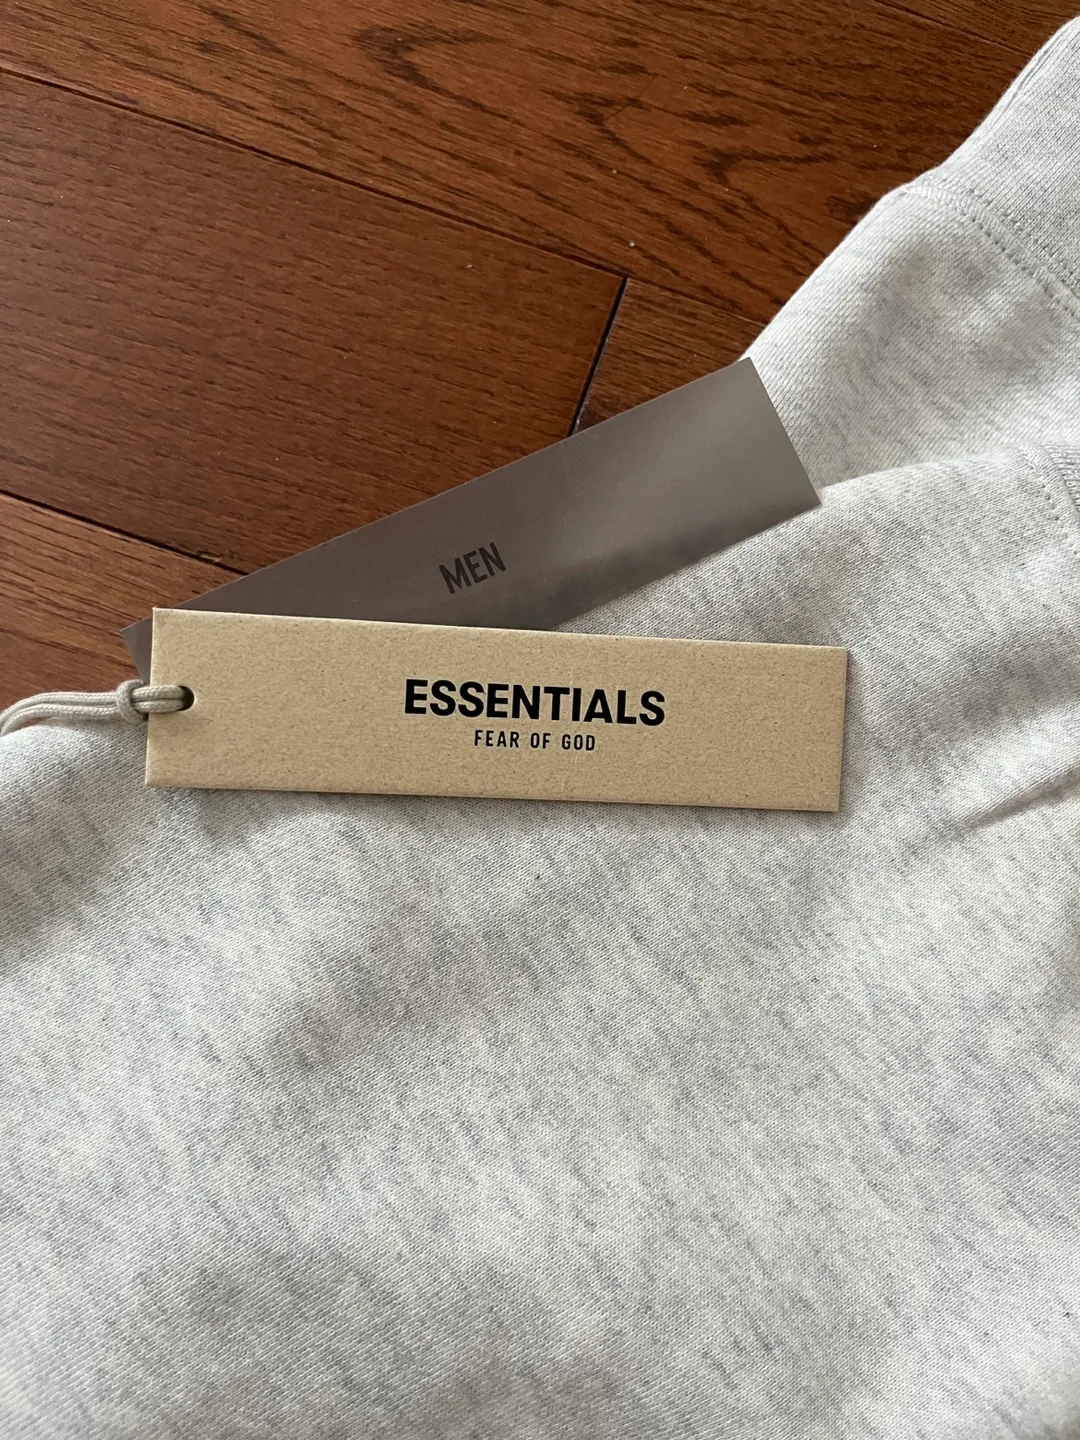 MEN
ESSENTIALS
FEAR OF GOD